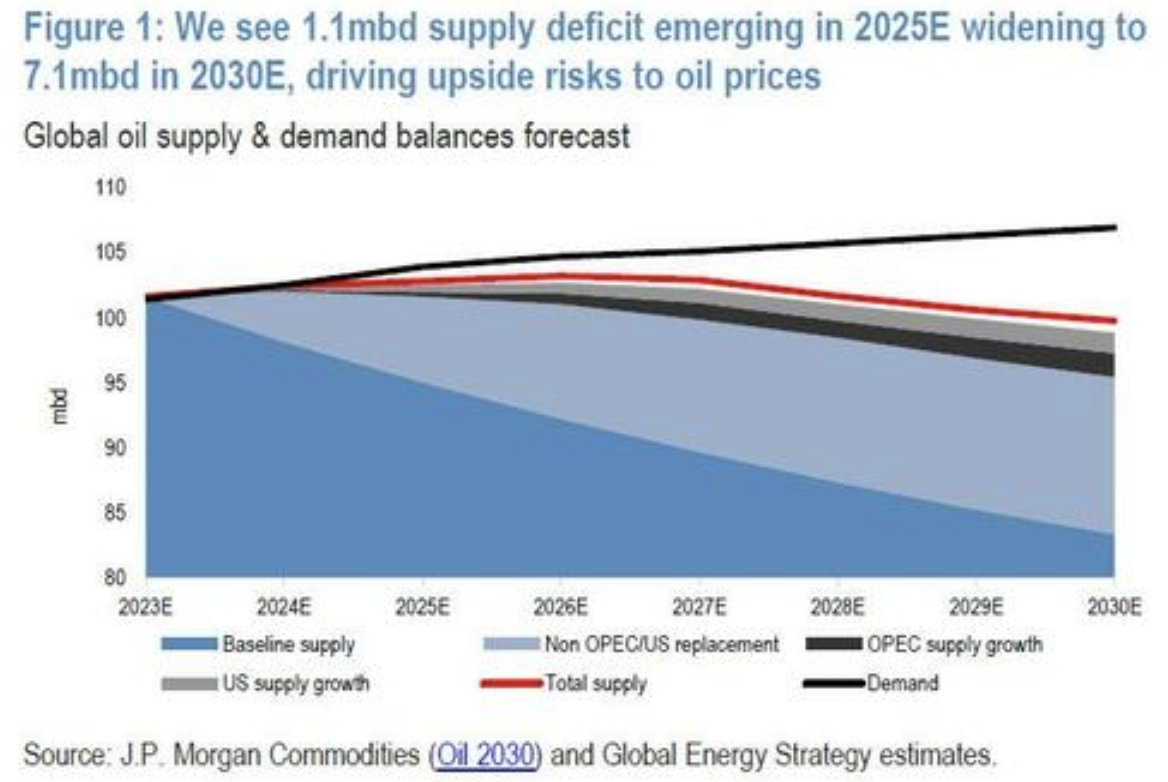 Figure 1: We see 1.1mbd supply deficit emerging in 2025E widening to
7.1mbd in 2030E, driving upside risks to oil prices
Global oil supply & demand balances forecast
110
105
100
95
90
85
80
mbd
2023E 2024E 2025E 2026E 2027E 2028E 2029E 2030E
Baseline supply Non OPEC/US replacement OPEC supply growth
US supply growth Total supply Demand
Source: J.P. Morgan Commodities (Oil 2030) and Global Energy Strategy estimates.